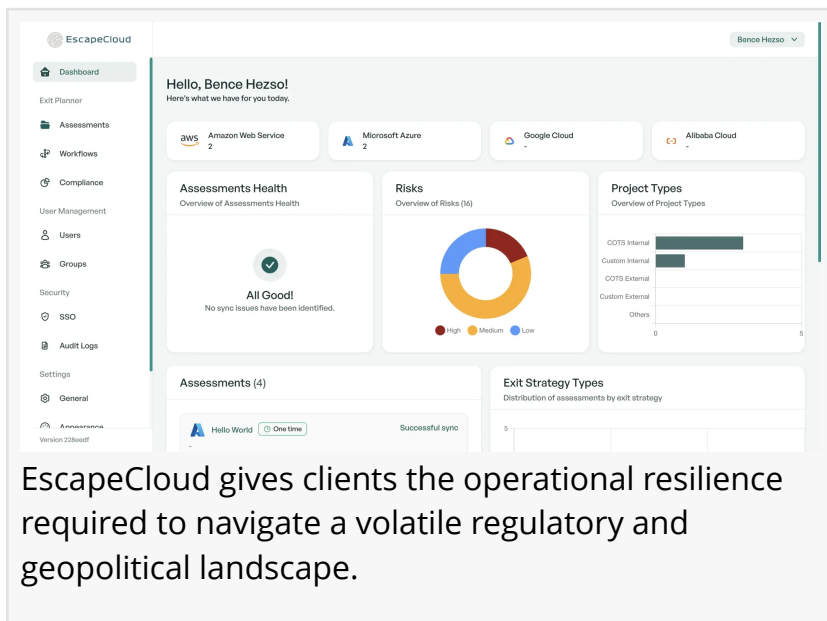 EscapeCloud
Bence Hezso
Dashboard
Exit Planner
Assessments
Workflows
Compliance
User Management
Users
Groups
Security
SSO
Audit Logs
Settings
General
Appearance
Version 228eedf
Hello, Bence Hezso!
Here's what we have for you today.
aws
Amazon Web Service
2
Microsoft Azure
2
Google Cloud
-
Alibaba Cloud
-
Assessments Health
Overview of Assessments Health
All Good!
No sync issues have been identified.
Risks
Overview of Risks (16)
High Medium Low
Project Types
Overview of Project Types
COTS Internal
Custom Internal
COTS External
Custom External
Others
0 5
Assessments (4)
Hello World One time Successful sync
-
Exit Strategy Types
Distribution of assessments by exit strategy
5
EscapeCloud gives clients the operational resilience
required to navigate a volatile regulatory and
geopolitical landscape.